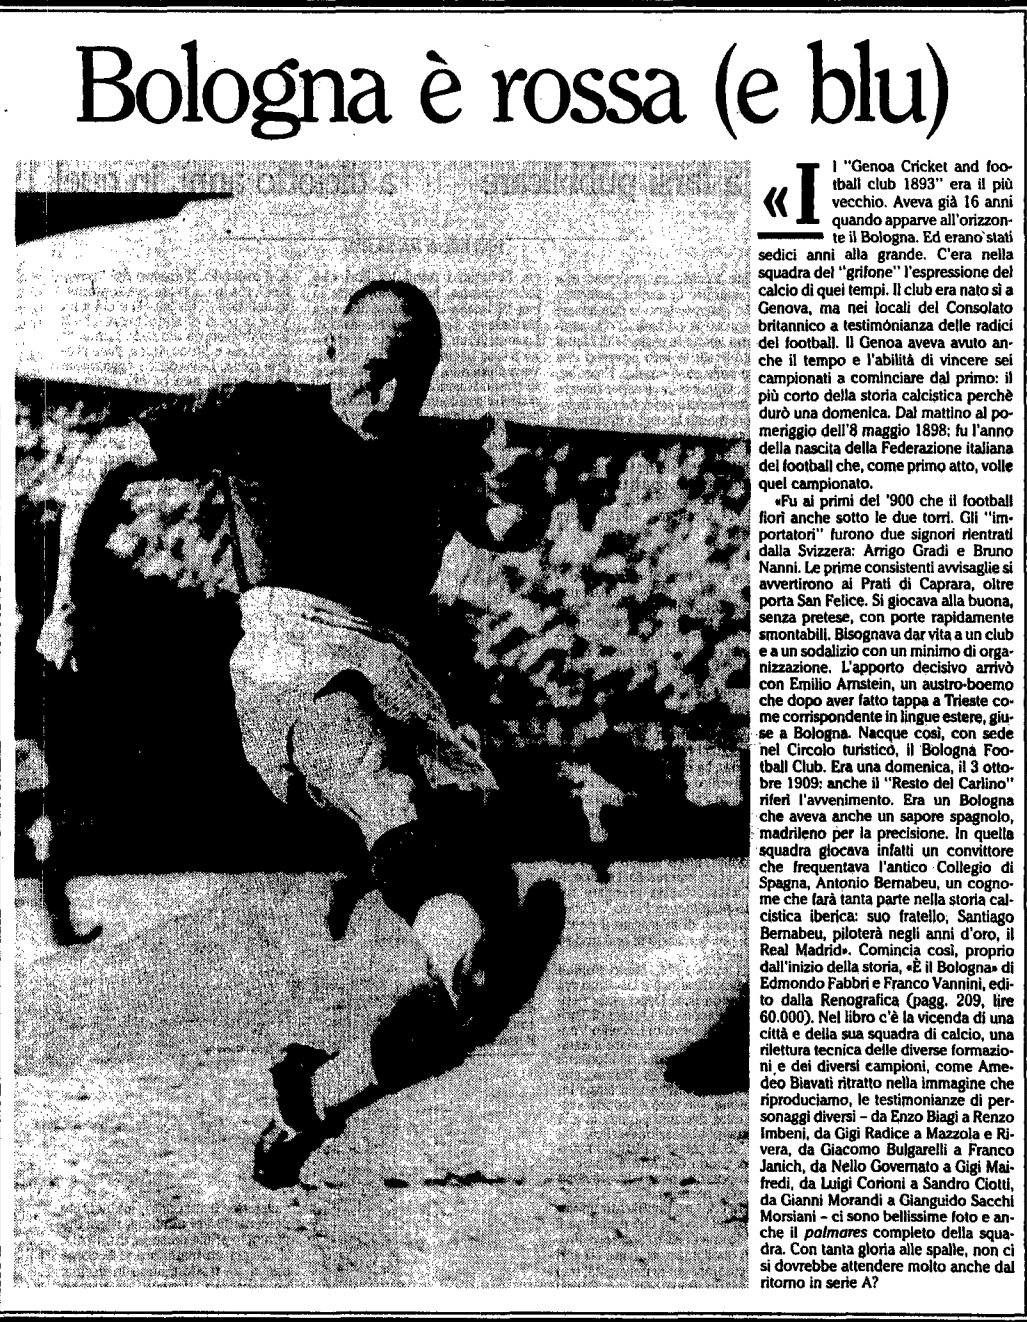 Bologna è rossa (e blu)
«I l "Genoa Cricket and foo-
tball club 1893" era il più
vecchio. Aveva già 16 anni
quando apparve all'orizzon-
te il Bologna. Ed erano stati
sedici anni alla grande. C'era nella
squadra del "grifone" l'espressione del
calcio di quei tempi. Il club era nato sì a
Genova, ma nei locali del Consolato
britannico a testimonianza delle radici
del football. Il Genoa aveva avuto an-
che il tempo e l'abilità di vincere sei
campionati a cominciare dal primo: il
più corto della storia calcistica perchè
durò una domenica. Dal mattino al po-
meriggio dell'8 maggio 1898: fu l'anno
della nascita della Federazione italiana
del football che, come primo atto, volle
quel campionato.
«Fu ai primi del '900 che il football
fiorì anche sotto le due torri. Gli "im-
portatori" furono due signori rientrati
dalla Svizzera: Arrigo Gradi e Bruno
Nanni. Le prime consistenti avvisaglie si
avvertirono ai Prati di Caprara, oltre
porta San Felice. Si giocava alla buona,
senza pretese, con porte rapidamente
smontabili. Bisognava dar vita a un club
e a un sodalizio con un minimo di orga-
nizzazione. L'apporto decisivo arrivò
con Emilio Arnstein, un austro-boemo
che dopo aver fatto tappa a Trieste co-
me corrispondente in lingue estere, giu-
se a Bologna. Nacque così, con sede
nel Circolo turistico, il Bologna Foo-
tball Club. Era una domenica, il 3 otto-
bre 1909: anche il "Resto del Carlino"
riferì l'avvenimento. Era un Bologna
che aveva anche un sapore spagnolo,
madrileno per la precisione. In quella
squadra giocava infatti un convittore
che frequentava l'antico Collegio di
Spagna, Antonio Bernabeu, un cogno-
me che farà tanta parte nella storia cal-
cistica iberica: suo fratello, Santiago
Bernabeu, piloterà negli anni d'oro, il
Real Madrid». Comincia così, proprio
dall'inizio della storia, «È il Bologna» di
Edmondo Fabbri e Franco Vannini, edi-
to dalla Renografica (pagg. 209, lire
60.000). Nel libro c'è la vicenda di una
città e della sua squadra di calcio, una
rilettura tecnica delle diverse formazio-
ni e dei diversi campioni, come Ame-
deo Biavati ritratto nella immagine che
riproduciamo, le testimonianze di per-
sonaggi diversi – da Enzo Biagi a Renzo
Imbeni, da Gigi Radice a Mazzola e Ri-
vera, da Giacomo Bulgarelli a Franco
Janich, da Nello Governato a Gigi Mai-
fredi, da Luigi Corioni a Sandro Ciotti,
da Gianni Morandi a Gianguido Sacchi
Morsiani – ci sono bellissime foto e an-
che il palmares completo della squa-
dra. Con tanta gloria alle spalle, non ci
si dovrebbe attendere molto anche dal
ritorno in serie A?